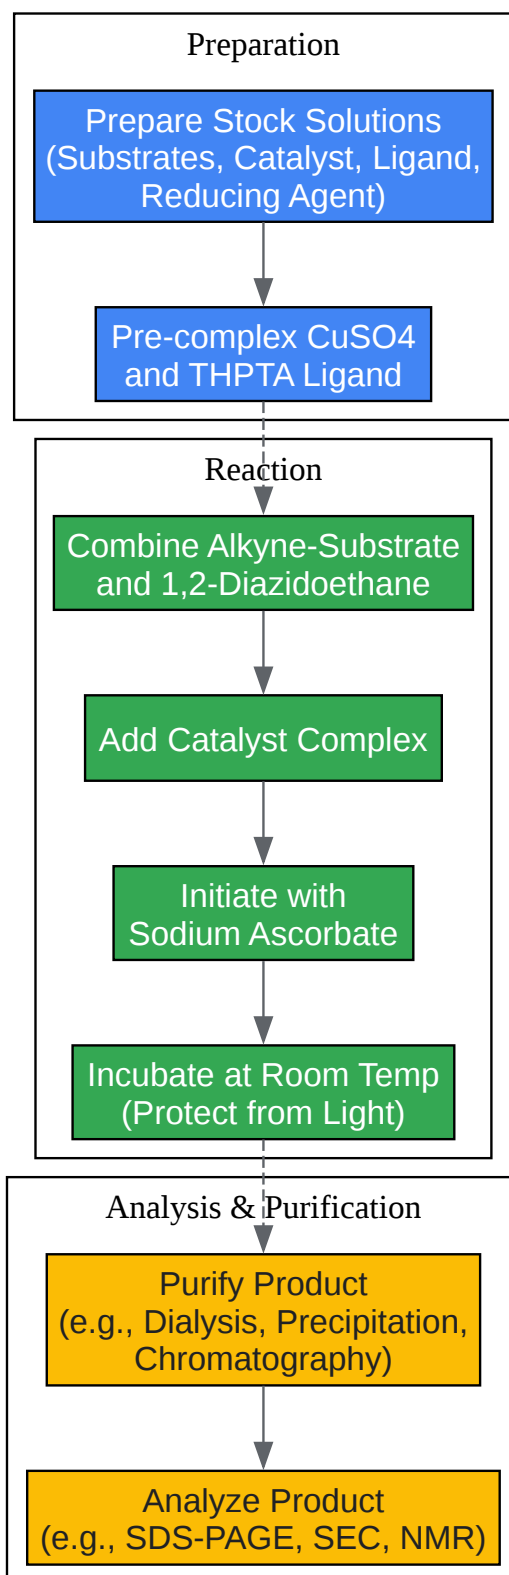 Preparation
Prepare Stock Solutions
(Substrates, Catalyst, Ligand,
Reducing Agent)
Pre-complex CuSO4
and THPTA Ligand
Reaction
Combine Alkyne-Substrate
and 1,2-Diazidoethane
Add Catalyst Complex
Initiate with
Sodium Ascorbate
Incubate at Room Temp
(Protect from Light)
Analysis & Purification
Purify Product
(e.g., Dialysis, Precipitation,
Chromatography)
Analyze Product
(e.g., SDS-PAGE, SEC, NMR)